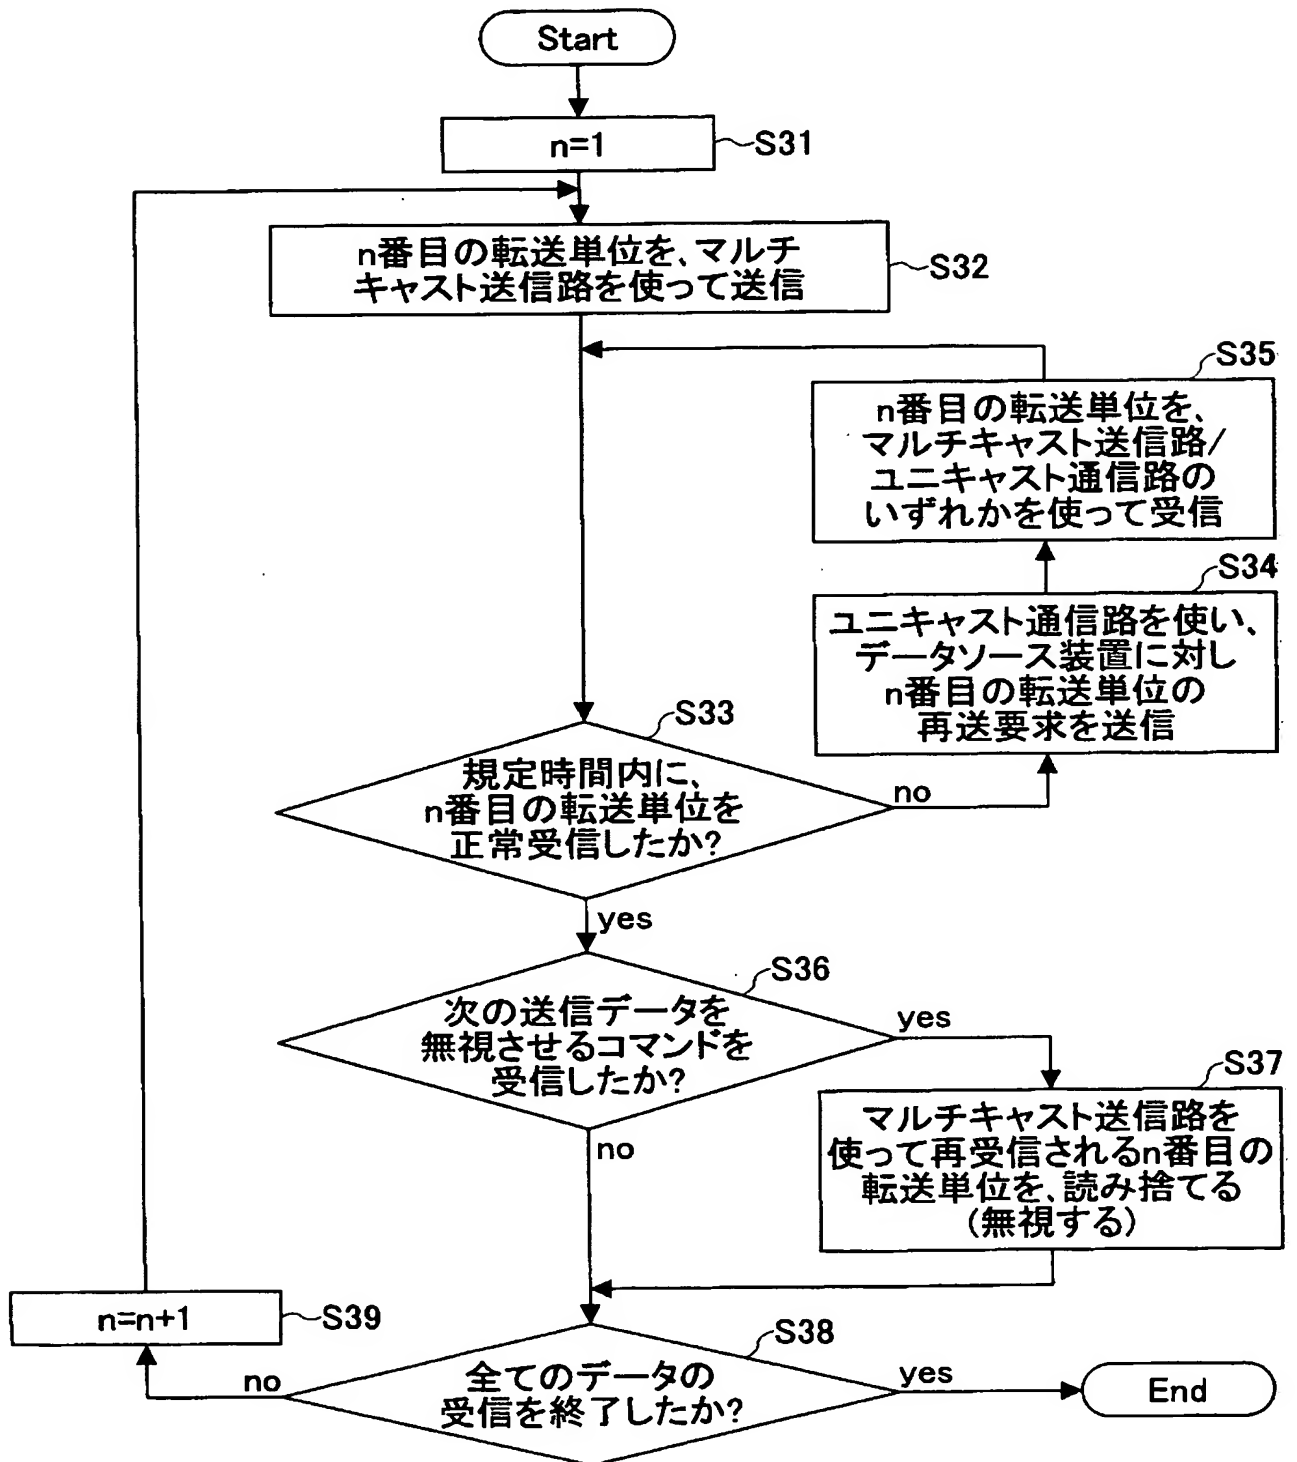 Start
n=1
S31
n番目の転送単位を、マルチ
キャスト送信路を使って送信
S32
S35
n番目の転送単位を、
マルチキャスト送信路/
ユニキャスト通信路の
いずれかを使って受信
S34
ユニキャスト通信路を使い、
データソース装置に対し
n番目の転送単位の
再送要求を送信
S33
規定時間内に、
n番目の転送単位を
正常受信したか?
no
yes
S36
次の送信データを
無視させるコマンドを
受信したか?
yes
no
S37
マルチキャスト送信路を
使って再受信されるn番目の
転送単位を、読み捨てる
(無視する)
n=n+1
S39
S38
全てのデータの
受信を終了したか?
no
yes
End